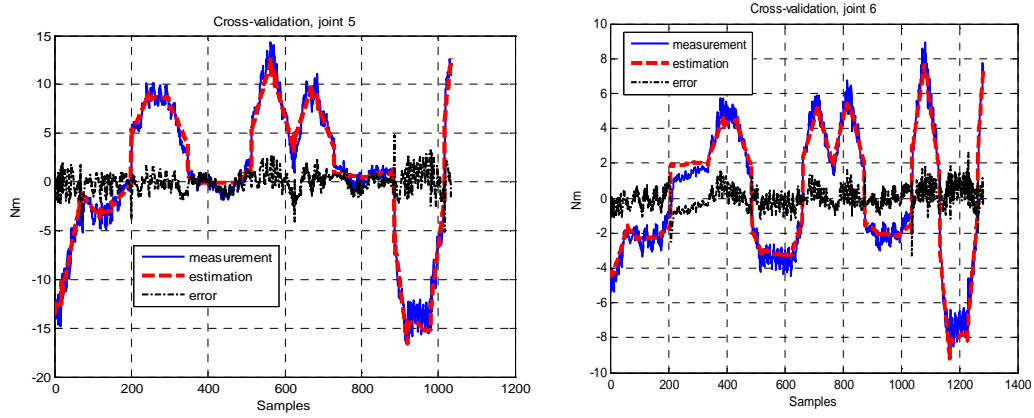 Cross-validation, joint 5
15
10
5
0
-5
-10
-15
-20
Nm
measurement
estimation
error
0 200 400 600 800 1000 1200
Samples
Cross-validation, joint 6
10
8
6
4
2
0
-2
-4
-6
-8
-10
Nm
measurement
estimation
error
0 200 400 600 800 1000 1200 1400
Samples